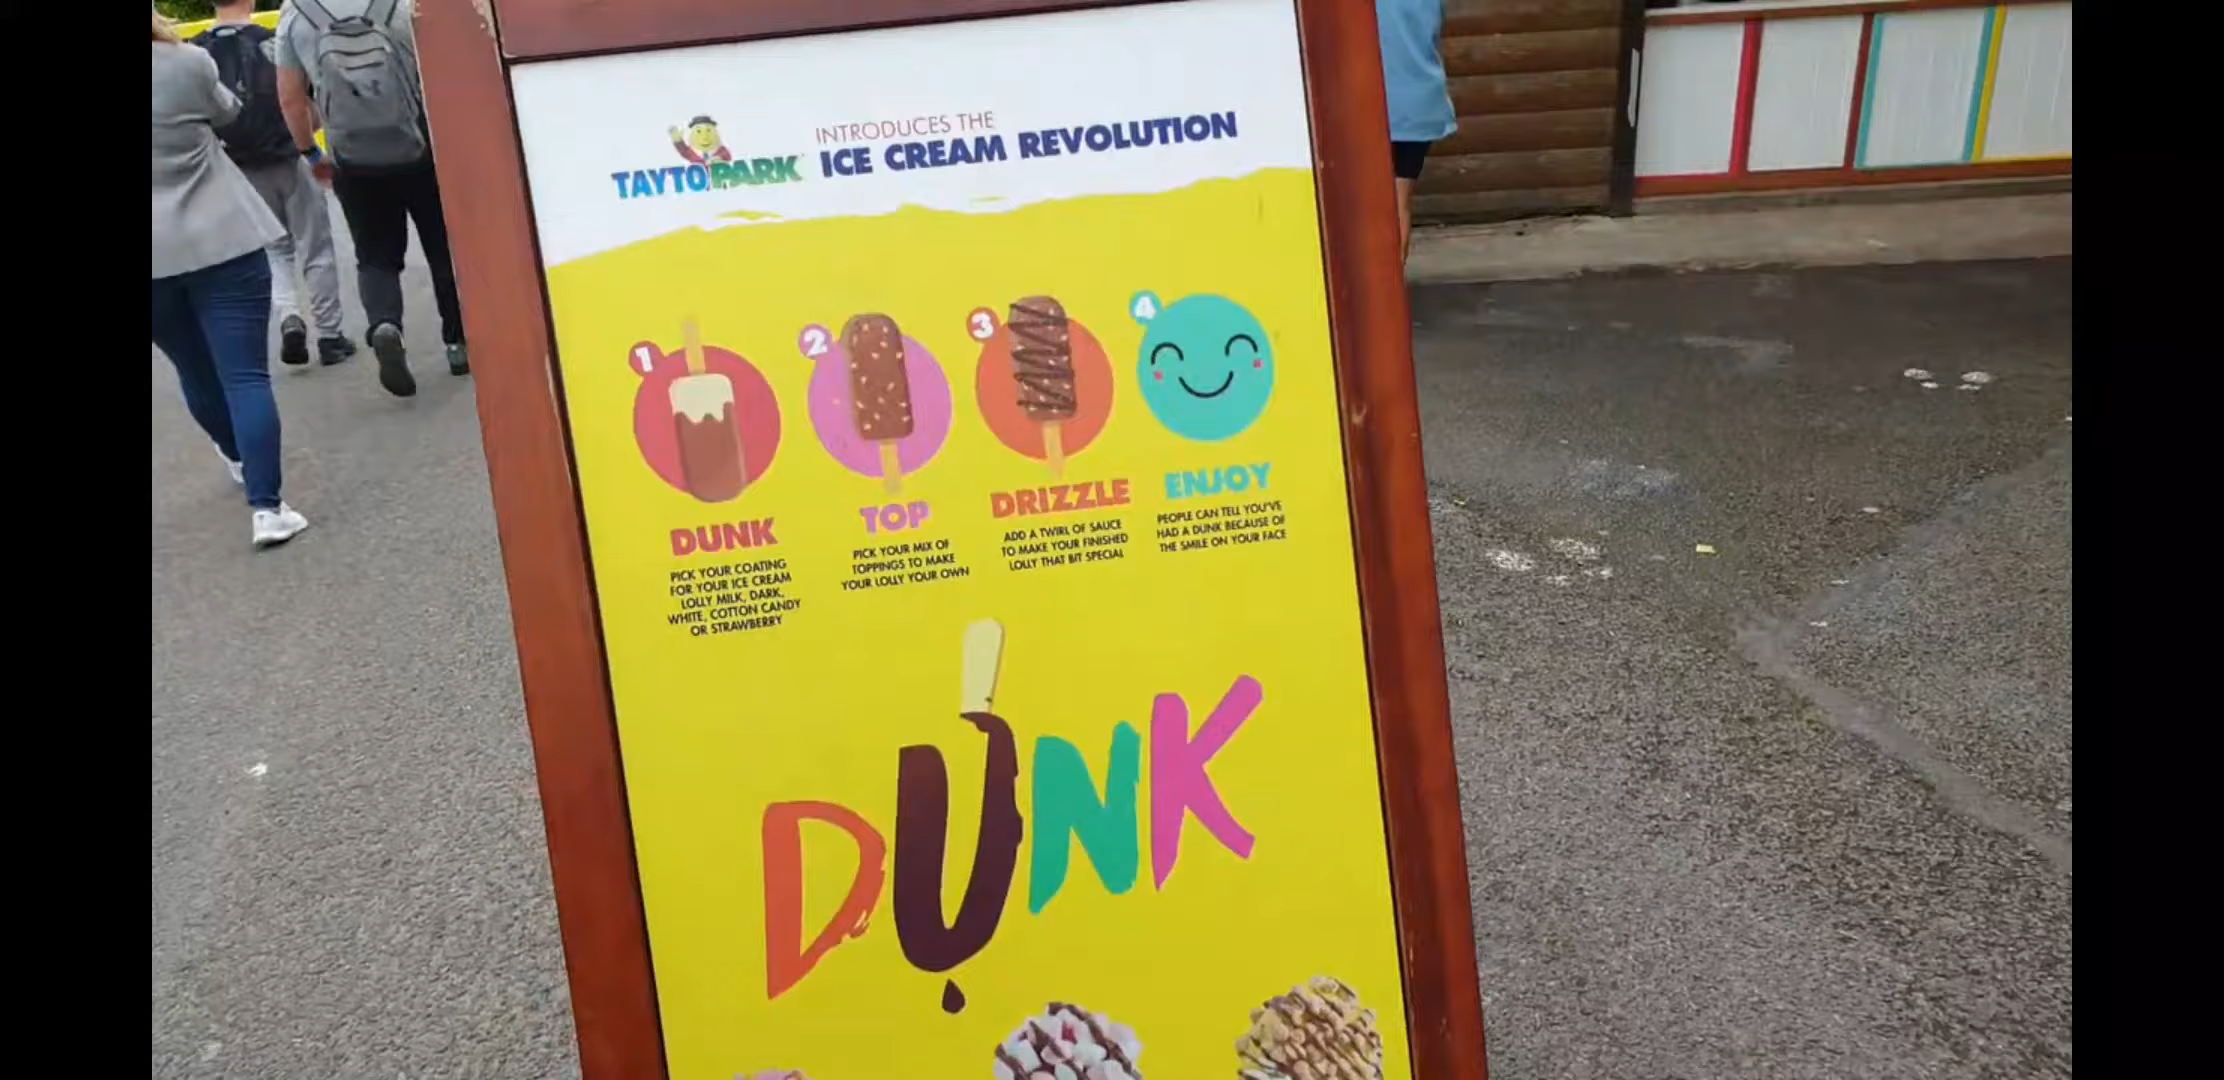 TAYTO PARK
INTRODUCES THE
ICE CREAM REVOLUTION
1
DUNK
PICK YOUR COATING
FOR YOUR ICE CREAM
LOLLY MILK, DARK,
WHITE, COTTON CANDY
OR STRAWBERRY
2
TOP
PICK YOUR MIX OF
TOPPINGS TO MAKE
YOUR LOLLY YOUR OWN
3
DRIZZLE
ADD A TWIRL OF SAUCE
TO MAKE YOUR FINISHED
LOLLY THAT BIT SPECIAL
4
ENJOY
PEOPLE CAN TELL YOU'VE
HAD A DUNK BECAUSE OF
THE SMILE ON YOUR FACE
DUNK